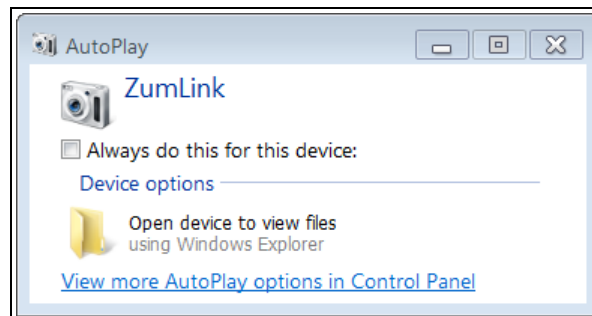 AutoPlay
ZumLink
Always do this for this device:
Device options
Open device to view files
using Windows Explorer
View more AutoPlay options in Control Panel